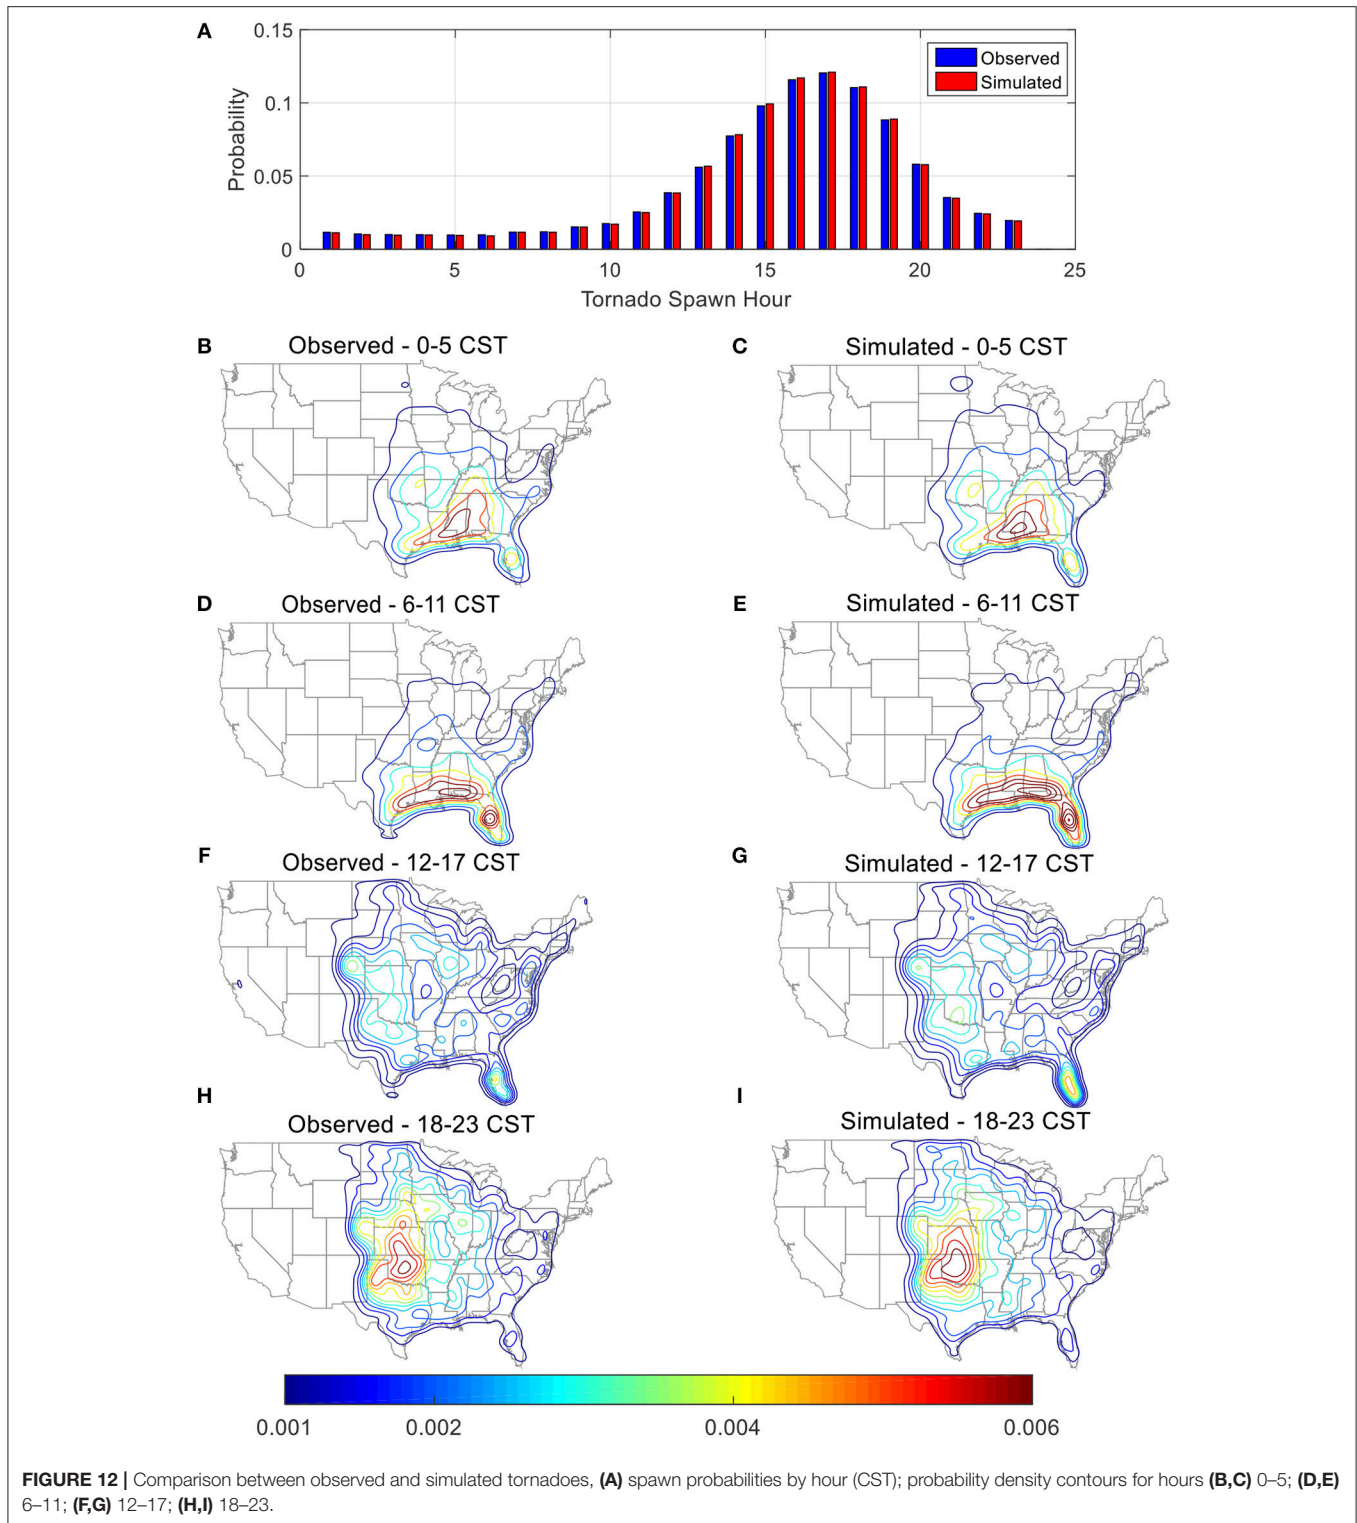 A
0.15
0.1
0.05
0
Probability
Observed
Simulated
0 5 10 15 20 25
Tornado Spawn Hour
B Observed - 0-5 CST
C Simulated - 0-5 CST
D Observed - 6-11 CST
E Simulated - 6-11 CST
F Observed - 12-17 CST
G Simulated - 12-17 CST
H Observed - 18-23 CST
I Simulated - 18-23 CST
0.001 0.002 0.004 0.006
FIGURE 12 | Comparison between observed and simulated tornadoes, (A) spawn probabilities by hour (CST); probability density contours for hours (B,C) 0–5; (D,E)
6–11; (F,G) 12–17; (H,I) 18–23.